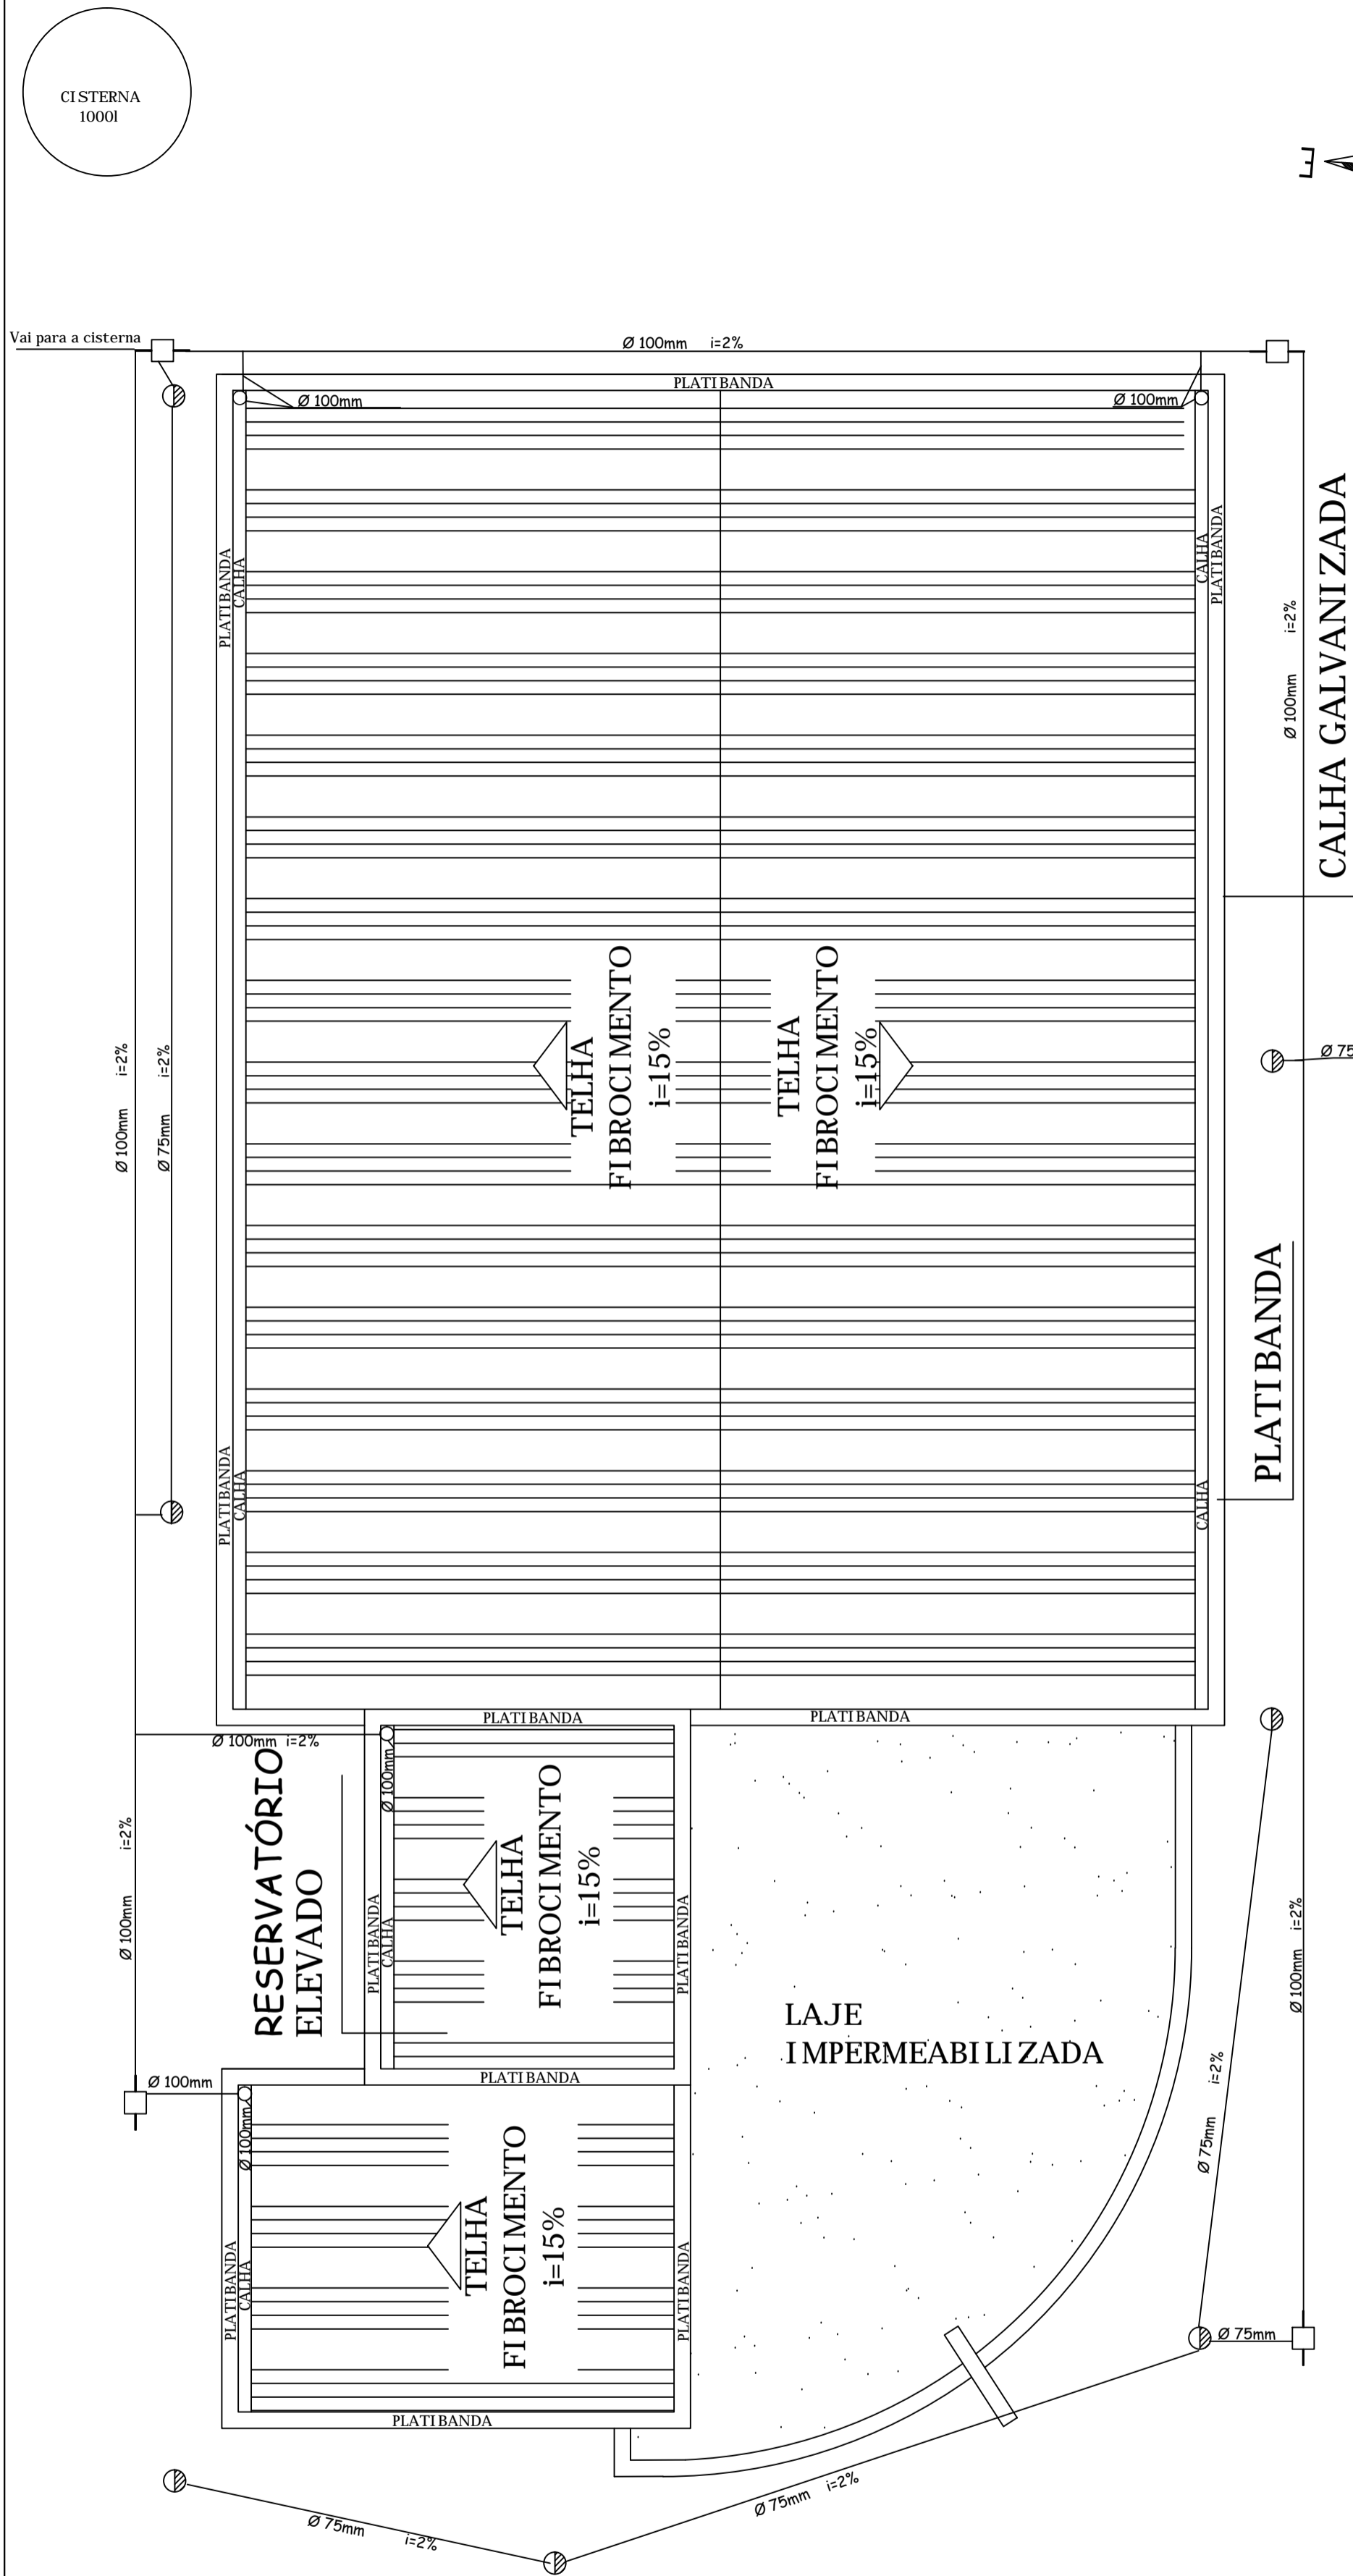 CISTERNA
1000l
E
Vai para a cisterna
Ø 100mm i=2%
PLATIBANDA
Ø 100mm
Ø 100mm
PLATIBANDA
CALHA
CALHA
PLATIBANDA
Ø 100mm i=2%
CALHA GALVANIZADA
Ø 100mm i=2%
Ø 75mm i=2%
TELHA
FIBROCIMENTO
i=15%
TELHA
FIBROCIMENTO
i=15%
Ø 75
PLATIBANDA
PLATIBANDA
CALHA
CALHA
PLATIBANDA
PLATIBANDA
Ø 100mm i=2%
Ø 100mm
RESERVATÓRIO
ELEVADO
Ø 100mm i=2%
TELHA
FIBROCIMENTO
i=15%
PLATIBANDA
CALHA
PLATIBANDA
LAJE
IMPERMEABILIZADA
Ø 100mm i=2%
Ø 75mm i=2%
PLATIBANDA
Ø 100mm
Ø 100mm
TELHA
FIBROCIMENTO
i=15%
PLATIBANDA
CALHA
PLATIBANDA
Ø 75mm
PLATIBANDA
Ø 75mm i=2%
Ø 75mm i=2%